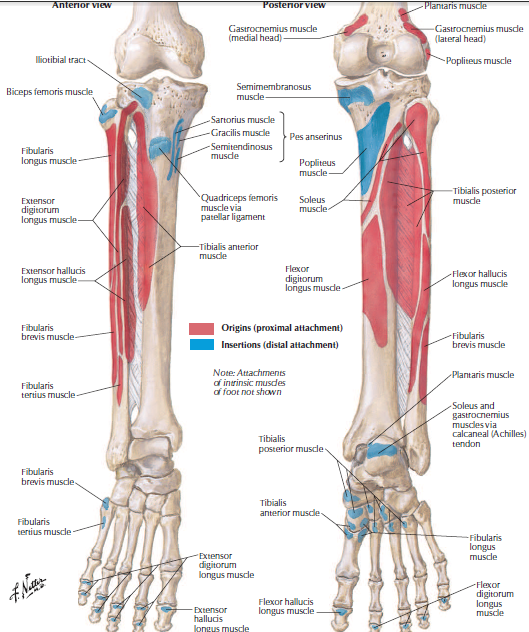 Anterior view
Posterior view
Plantaris muscle
Gastrocnemius muscle
(medial head)
Gastrocnemius muscle
(lateral head)
Popliteus muscle
Iliotibial tract
Biceps femoris muscle
Semimembranosus
muscle
Sartorius muscle
Gracilis muscle
Semitendinosus
muscle
Pes anserinus
Fibularis
longus muscle
Popliteus
muscle
Quadriceps femoris
muscle via
patellar ligament
Soleus
muscle
Tibialis posterior
muscle
Extensor
digitorum
longus muscle
Tibialis anterior
muscle
Extensor hallucis
longus muscle
Flexor
digitorum
longus muscle
Flexor hallucis
longus muscle
Fibularis
brevis muscle
Origins (proximal attachment)
Insertions (distal attachment)
Fibularis
brevis muscle
Note: Attachments
of intrinsic muscles
of foot not shown
Fibularis
tertius muscle
Plantaris muscle
Soleus and
gastrocnemius
muscles via
calcaneal (Achilles)
tendon
Tibialis
posterior muscle
Fibularis
brevis muscle
Tibialis
anterior muscle
Fibularis
tertius muscle
Fibularis
longus
muscle
Extensor
digitorum
longus muscle
Flexor
digitorum
longus
muscle
Flexor hallucis
longus muscle
Extensor
hallucis
longus muscle
F. Netter